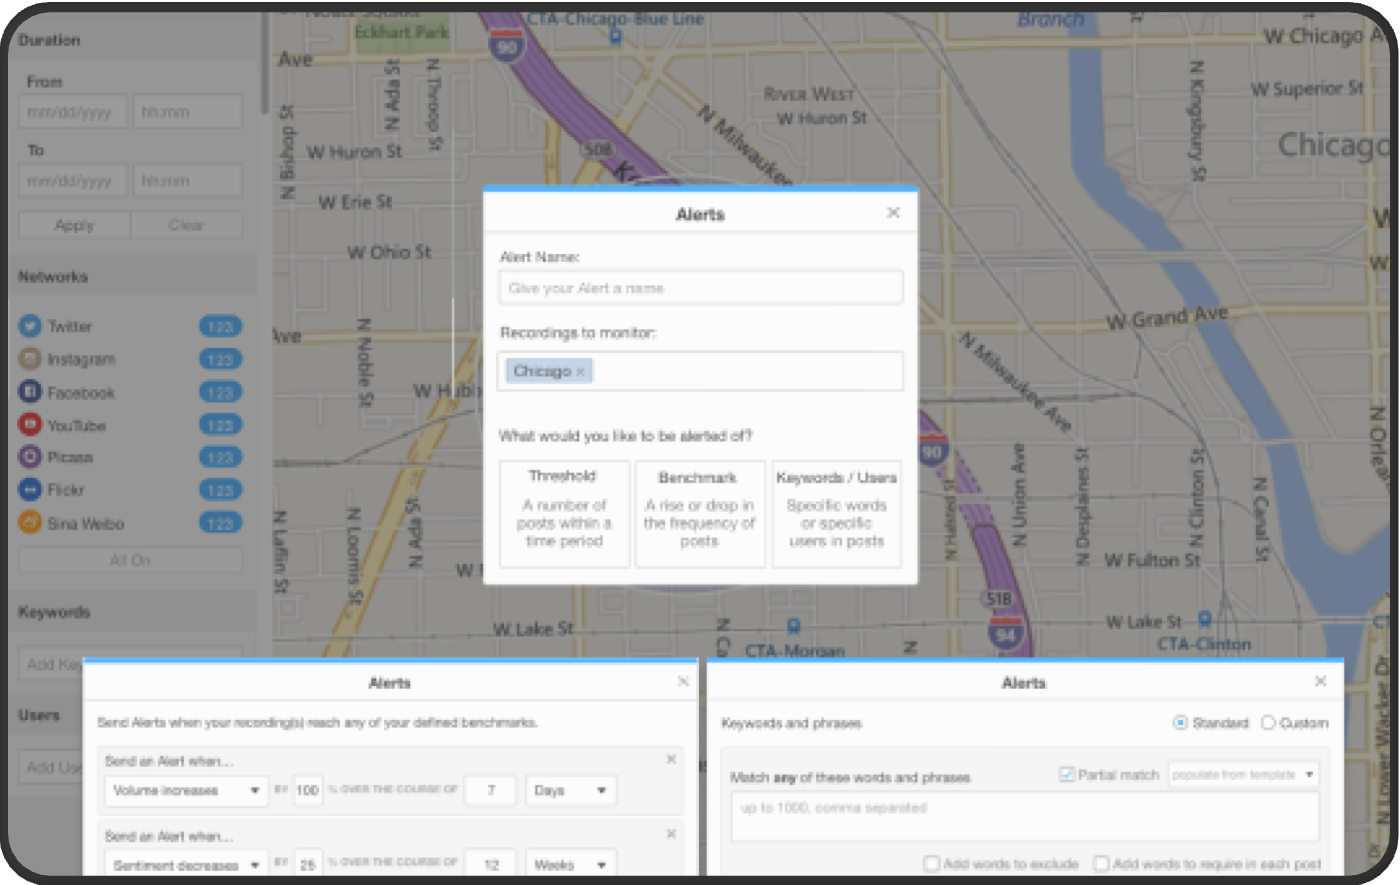 Duration
From
mm/dd/yyyy hh:mm
To
mm/dd/yyyy hh:mm
Apply Clear
Networks
Twitter 123
Instagram 123
Facebook 123
YouTube 123
Picasa 123
Flickr 123
Sina Weibo 123
All On
Keywords
Add Key
Users
Add Use
Eckhart Park
CTA-Chicago-Blue Line
Branch
90
Ave
W Chicago A
W Superior St
N Ada St
N Throop St
N Bishop St
RIVER WEST
W Huron St
N Milwaukee
N Kingsbury St
Chicago
W Huron St
50B
W Erie St
W Ohio St
W
W
Ave
N Noble St
W Hubb
W Grand Ave
N Milwaukee Ave
90
N Union Ave
N Desplaines St
N Clinton St
N Canal St
N Halsted St
N Orlea
N Laflin St
N Loomis St
N Ada St
W F
W Fulton St
51B
94
W Lake St
N Ca
CTA-Morgan
N
W Lake St
CTA-Clinton
N Lower Wacker Dr
Alerts
Alert Name:
Give your Alert a name
Recordings to monitor:
Chicago ×
What would you like to be alerted of?
Threshold
A number of
posts within a
time period
Benchmark
A rise or drop in
the frequency of
posts
Keywords / Users
Specific words
or specific
users in posts
Alerts
Send Alerts when your recording(s) reach any of your defined benchmarks.
Send an Alert when...
Volume increases BY 100 % OVER THE COURSE OF 7 Days
Send an Alert when...
Sentiment decreases BY 25 % OVER THE COURSE OF 12 Weeks
Alerts
Keywords and phrases Standard Custom
Match any of these words and phrases Partial match populate from template
up to 1000, comma separated
Add words to exclude Add words to require in each post